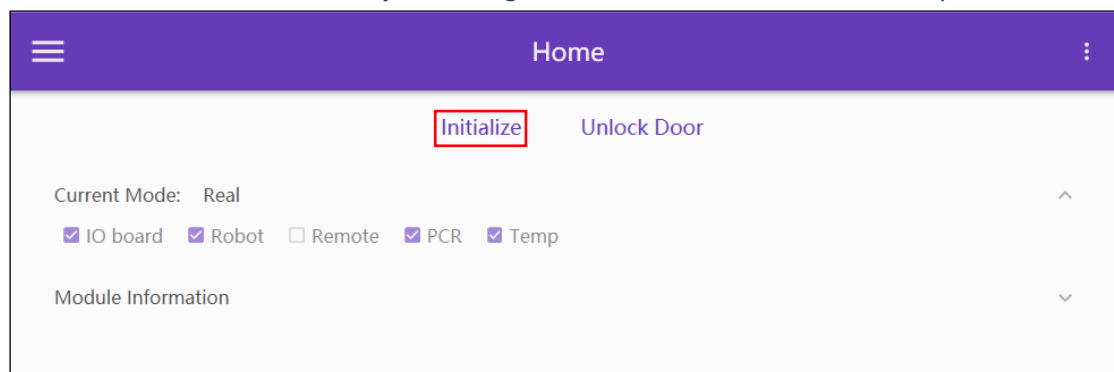 Home
Initialize Unlock Door
Current Mode: Real
IO board Robot Remote PCR Temp
Module Information